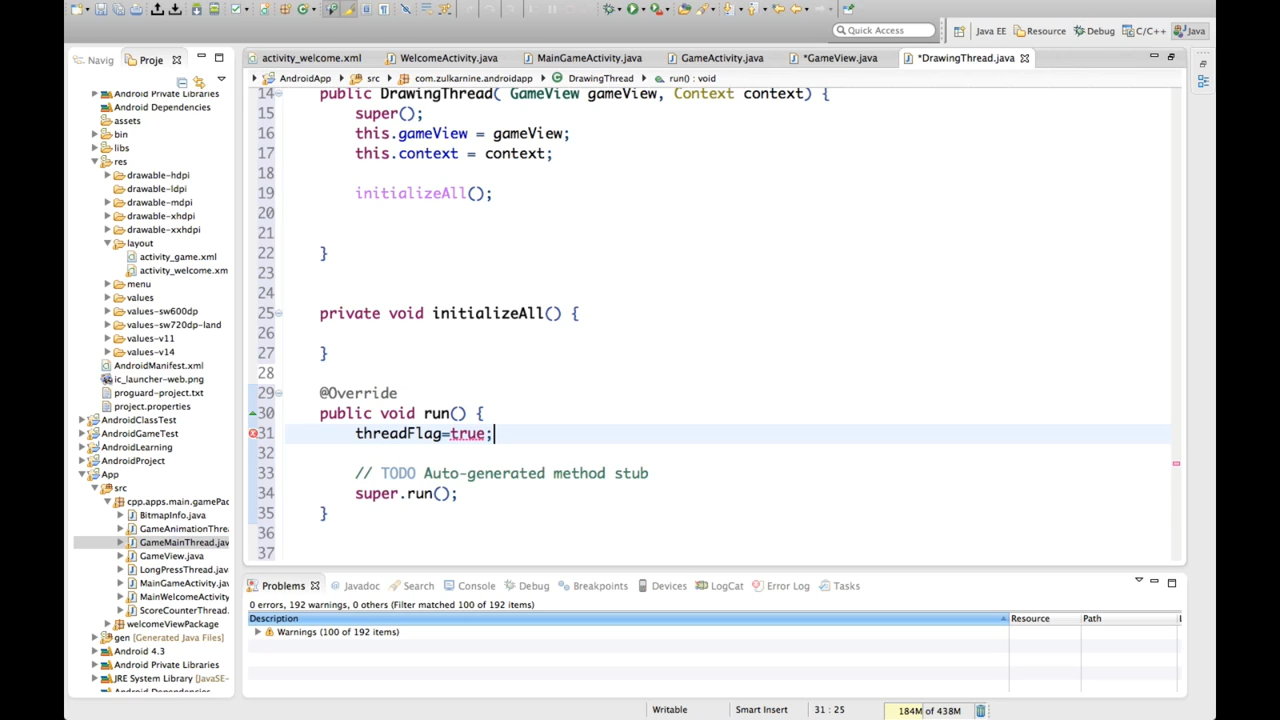 Quick Access
Java EE
Resource
Debug
C/C++
Java
Navig
Proje
activity_welcome.xml
WelcomeActivity.java
MainGameActivity.java
GameActivity.java
*GameView.java
*DrawingThread.java
AndroidApp
src
com.zulkarnine.androidapp
DrawingThread
run() : void
Android Private Libraries
Android Dependencies
assets
bin
libs
res
drawable-hdpi
drawable-ldpi
drawable-mdpi
drawable-xhdpi
drawable-xxhdpi
layout
activity_game.xml
activity_welcome.xm
menu
values
values-sw600dp
values-sw720dp-land
values-v11
values-v14
AndroidManifest.xml
ic_launcher-web.png
proguard-project.txt
project.properties
AndroidClassTest
AndroidGameTest
AndroidLearning
AndroidProject
App
src
cpp.apps.main.gamePac
BitmapInfo.java
GameAnimationThre
GameMainThread.jav
GameView.java
LongPressThread.java
MainGameActivity.jav
MainWelcomeActivity
ScoreCounterThread.
welcomeViewPackage
gen [Generated Java Files]
Android 4.3
Android Private Libraries
JRE System Library [JavaSE-
Android Dependencies
14 public DrawingThread( GameView gameView, Context context) {
15 super();
16 this.gameView = gameView;
17 this.context = context;
18
19 initializeAll();
20
21
22 }
23
24
25 private void initializeAll() {
26
27 }
28
29 @Override
30 public void run() {
31 threadFlag=true;
32
33 // TODO Auto-generated method stub
34 super.run();
35 }
36
37
Problems
Javadoc
Search
Console
Debug
Breakpoints
Devices
LogCat
Error Log
Tasks
0 errors, 192 warnings, 0 others (Filter matched 100 of 192 items)
Description Resource Path
Warnings (100 of 192 items)
Writable
Smart Insert
31 : 25
184M of 438M